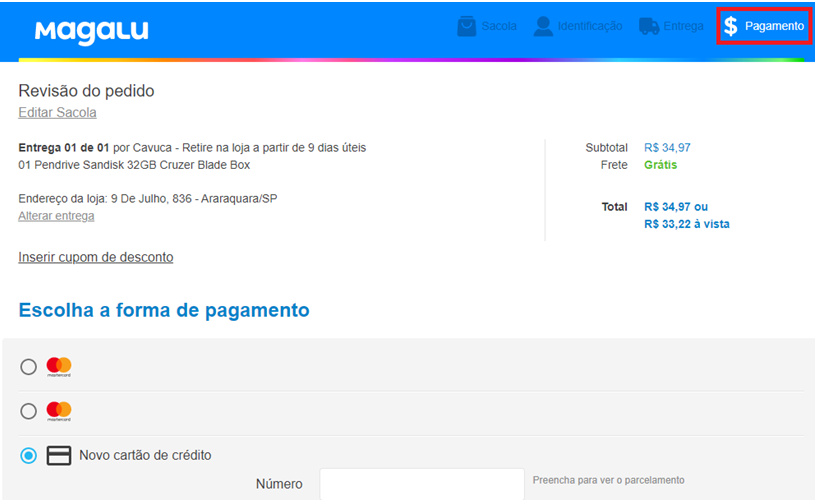 Magalu
Sacola
Identificação
Entrega
$ Pagamento
Revisão do pedido
Editar Sacola
Entrega 01 de 01 por Cavuca - Retire na loja a partir de 9 dias úteis
01 Pendrive Sandisk 32GB Cruzer Blade Box
Endereço da loja: 9 De Julho, 836 - Araraquara/SP
Alterar entrega
Subtotal R$ 34,97
Frete Grátis
Total R$ 34,97 ou
R$ 33,22 à vista
Inserir cupom de desconto
Escolha a forma de pagamento
mastercard
mastercard
Novo cartão de crédito
Número
Preencha para ver o parcelamento